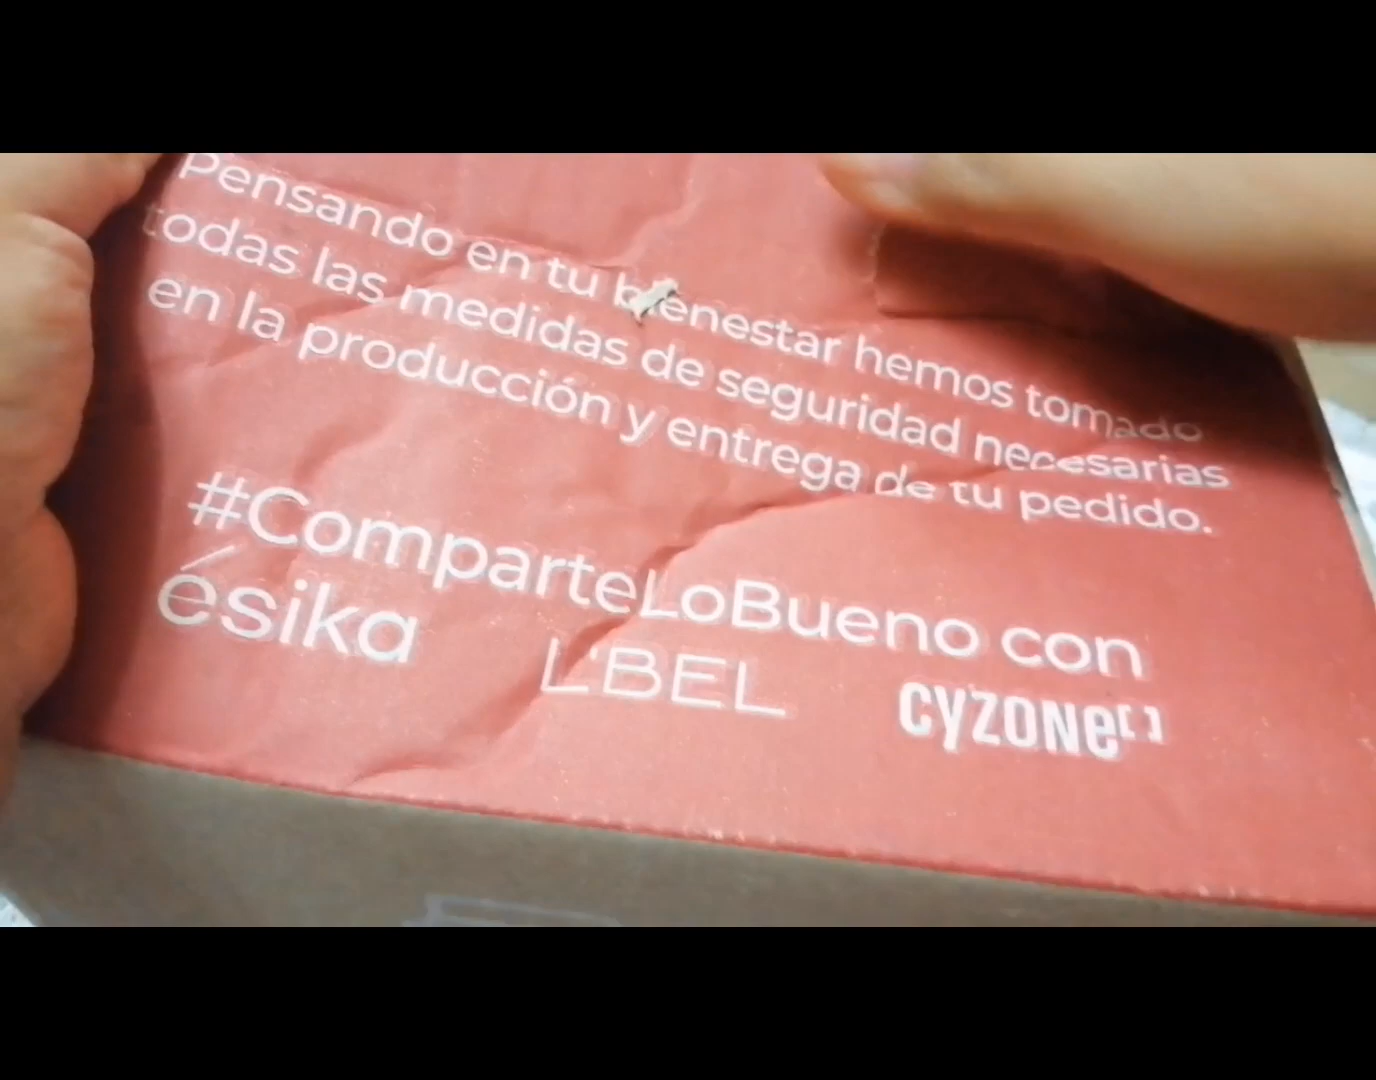 Pensando en tu bienestar hemos tomado
todas las medidas de seguridad necesarias
en la producción y entrega de tu pedido.
#ComparteLoBueno con
ésika L'BEL cyzone[ ]